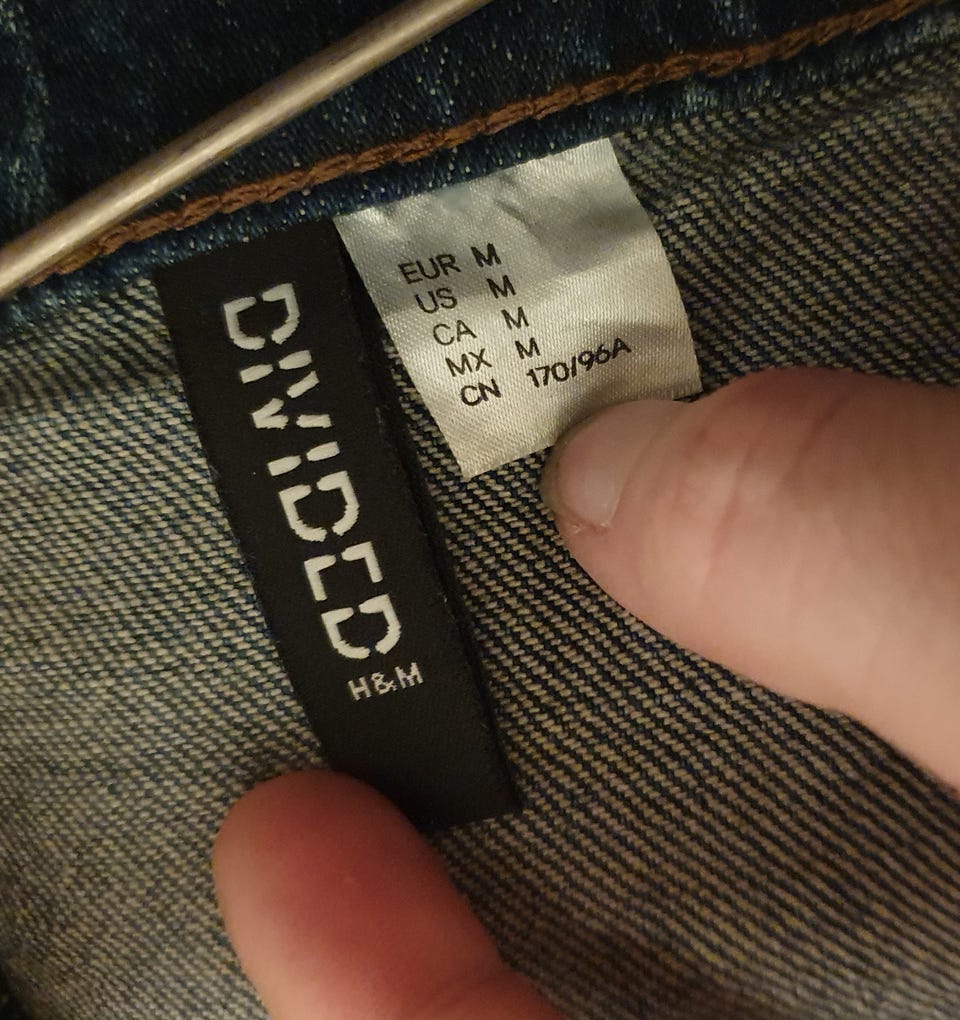 DIVIDED
H&M
EUR M
US M
CA M
MX M
CN 170/96A